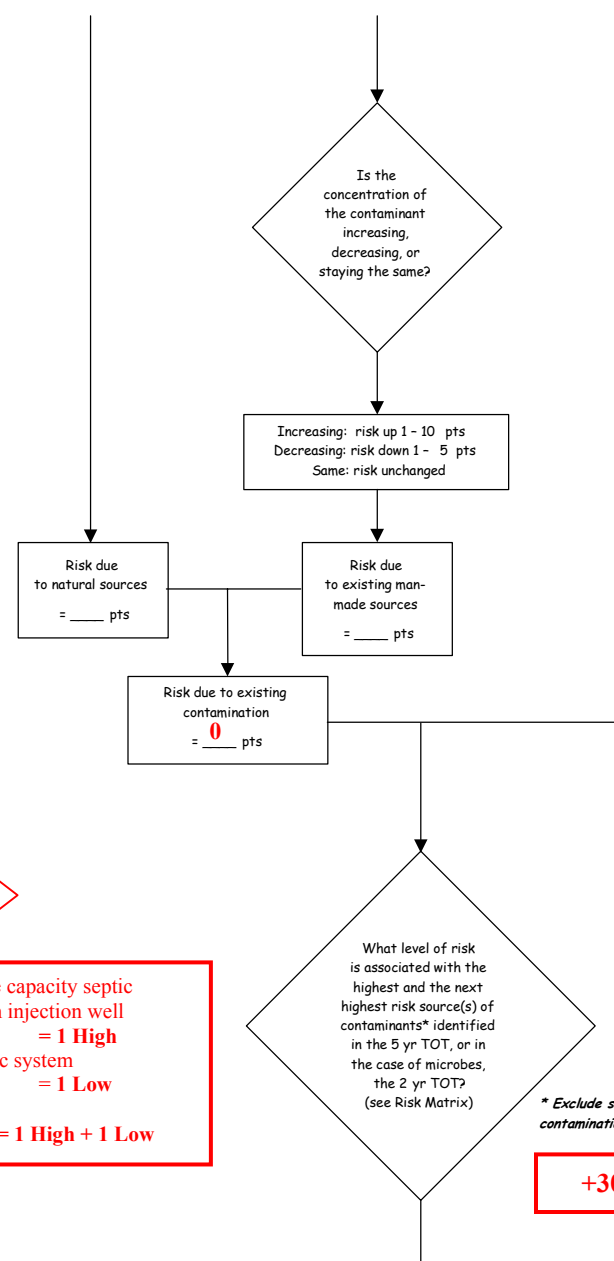 Is the
concentration of
the contaminant
increasing,
decreasing, or
staying the same?
Increasing: risk up 1 – 10 pts
Decreasing: risk down 1 – 5 pts
Same: risk unchanged
Risk due
to natural sources
= ____ pts
Risk due
to existing man-
made sources
= ____ pts
Risk due to existing
contamination
0
= ____ pts
capacity septic
injection well
= 1 High
system
= 1 Low
= 1 High + 1 Low
What level of risk
is associated with the
highest and the next
highest risk source(s) of
contaminants* identified
in the 5 yr TOT, or in
the case of microbes,
the 2 yr TOT?
(see Risk Matrix)
* Exclude
+30